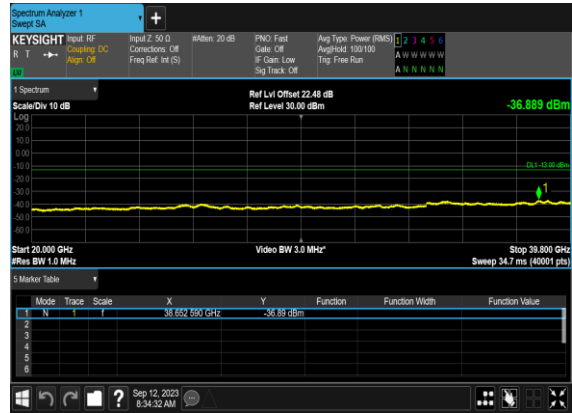 Spectrum Analyzer 1
Swept SA
+
KEYSIGHT Input: RF Input Z: 50 Ω #Atten: 20 dB PNO: Fast Avg Type: Power (RMS) 1 2 3 4 5 6
R T Coupling: DC Corrections: Off Gate: Off Avg|Hold: 100/100 A W W W W W
Align: Off Freq Ref: Int (S) IF Gain: Low Trig: Free Run
Sig Track: Off A N N N N N
1 Spectrum Ref Lvl Offset 22.48 dB
Scale/Div 10 dB Ref Level 30.00 dBm -36.889 dBm
Log
20.0
10.0
0.00
-10.0 DL1 -13.00 dBm
-20.0
-30.0 1
-40.0
-50.0
-60.0
Start 20.000 GHz Video BW 3.0 MHz* Stop 39.800 GHz
#Res BW 1.0 MHz Sweep 34.7 ms (40001 pts)
5 Marker Table
Mode Trace Scale X Y Function Function Width Function Value
1 N 1 f 38.652 590 GHz -36.89 dBm
2
3
4
5
6
? Sep 12, 2023
8:34:32 AM